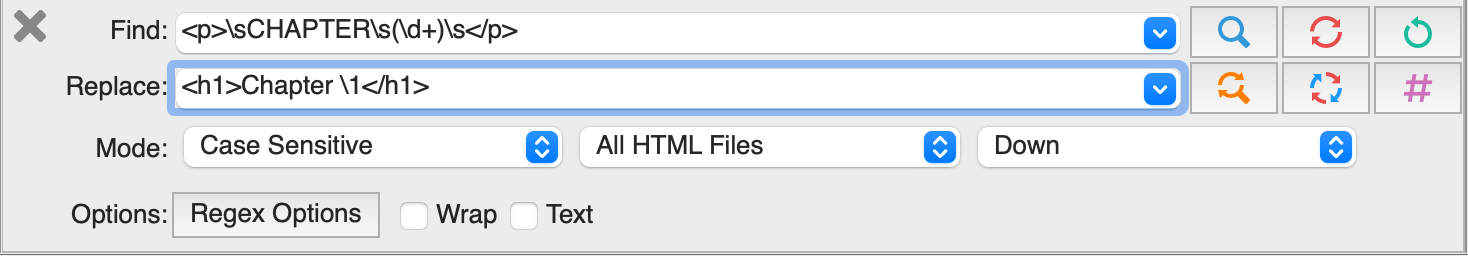 Find: <p>\sCHAPTER\s(\d+)\s</p>
Replace: <h1>Chapter \1</h1>
Mode: Case Sensitive All HTML Files Down
Options: Regex Options Wrap Text